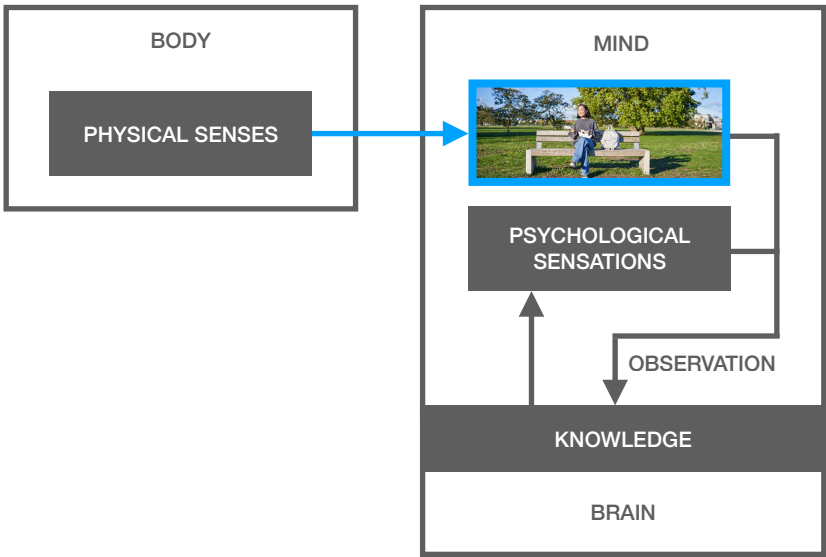 BODY
PHYSICAL SENSES
MIND
PSYCHOLOGICAL
SENSATIONS
OBSERVATION
KNOWLEDGE
BRAIN